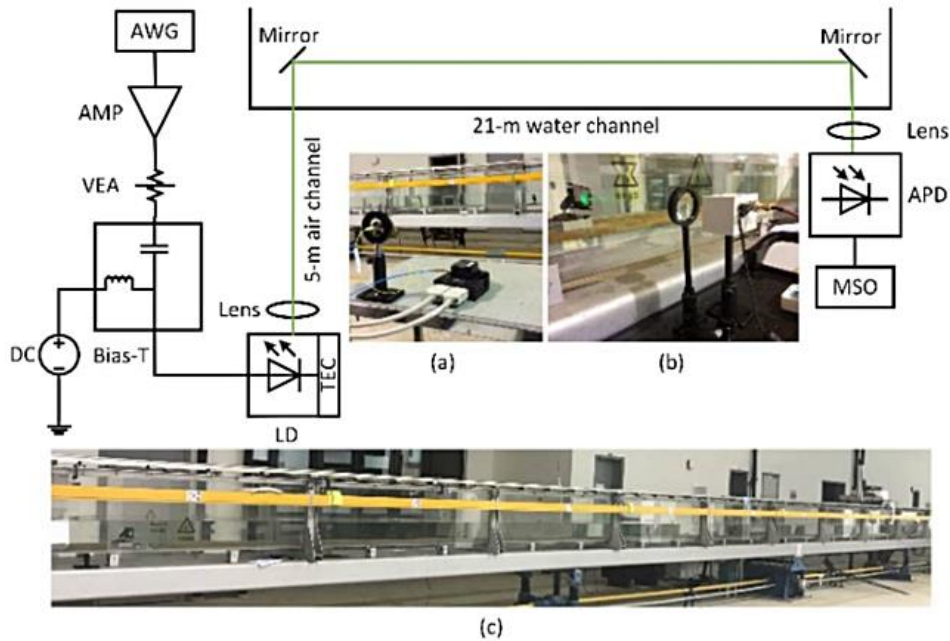 AWG
Mirror
Mirror
AMP
21-m water channel
Lens
VEA
APD
5-m air channel
MSO
Lens
DC
Bias-T
TEC
(a)
(b)
LD
(c)